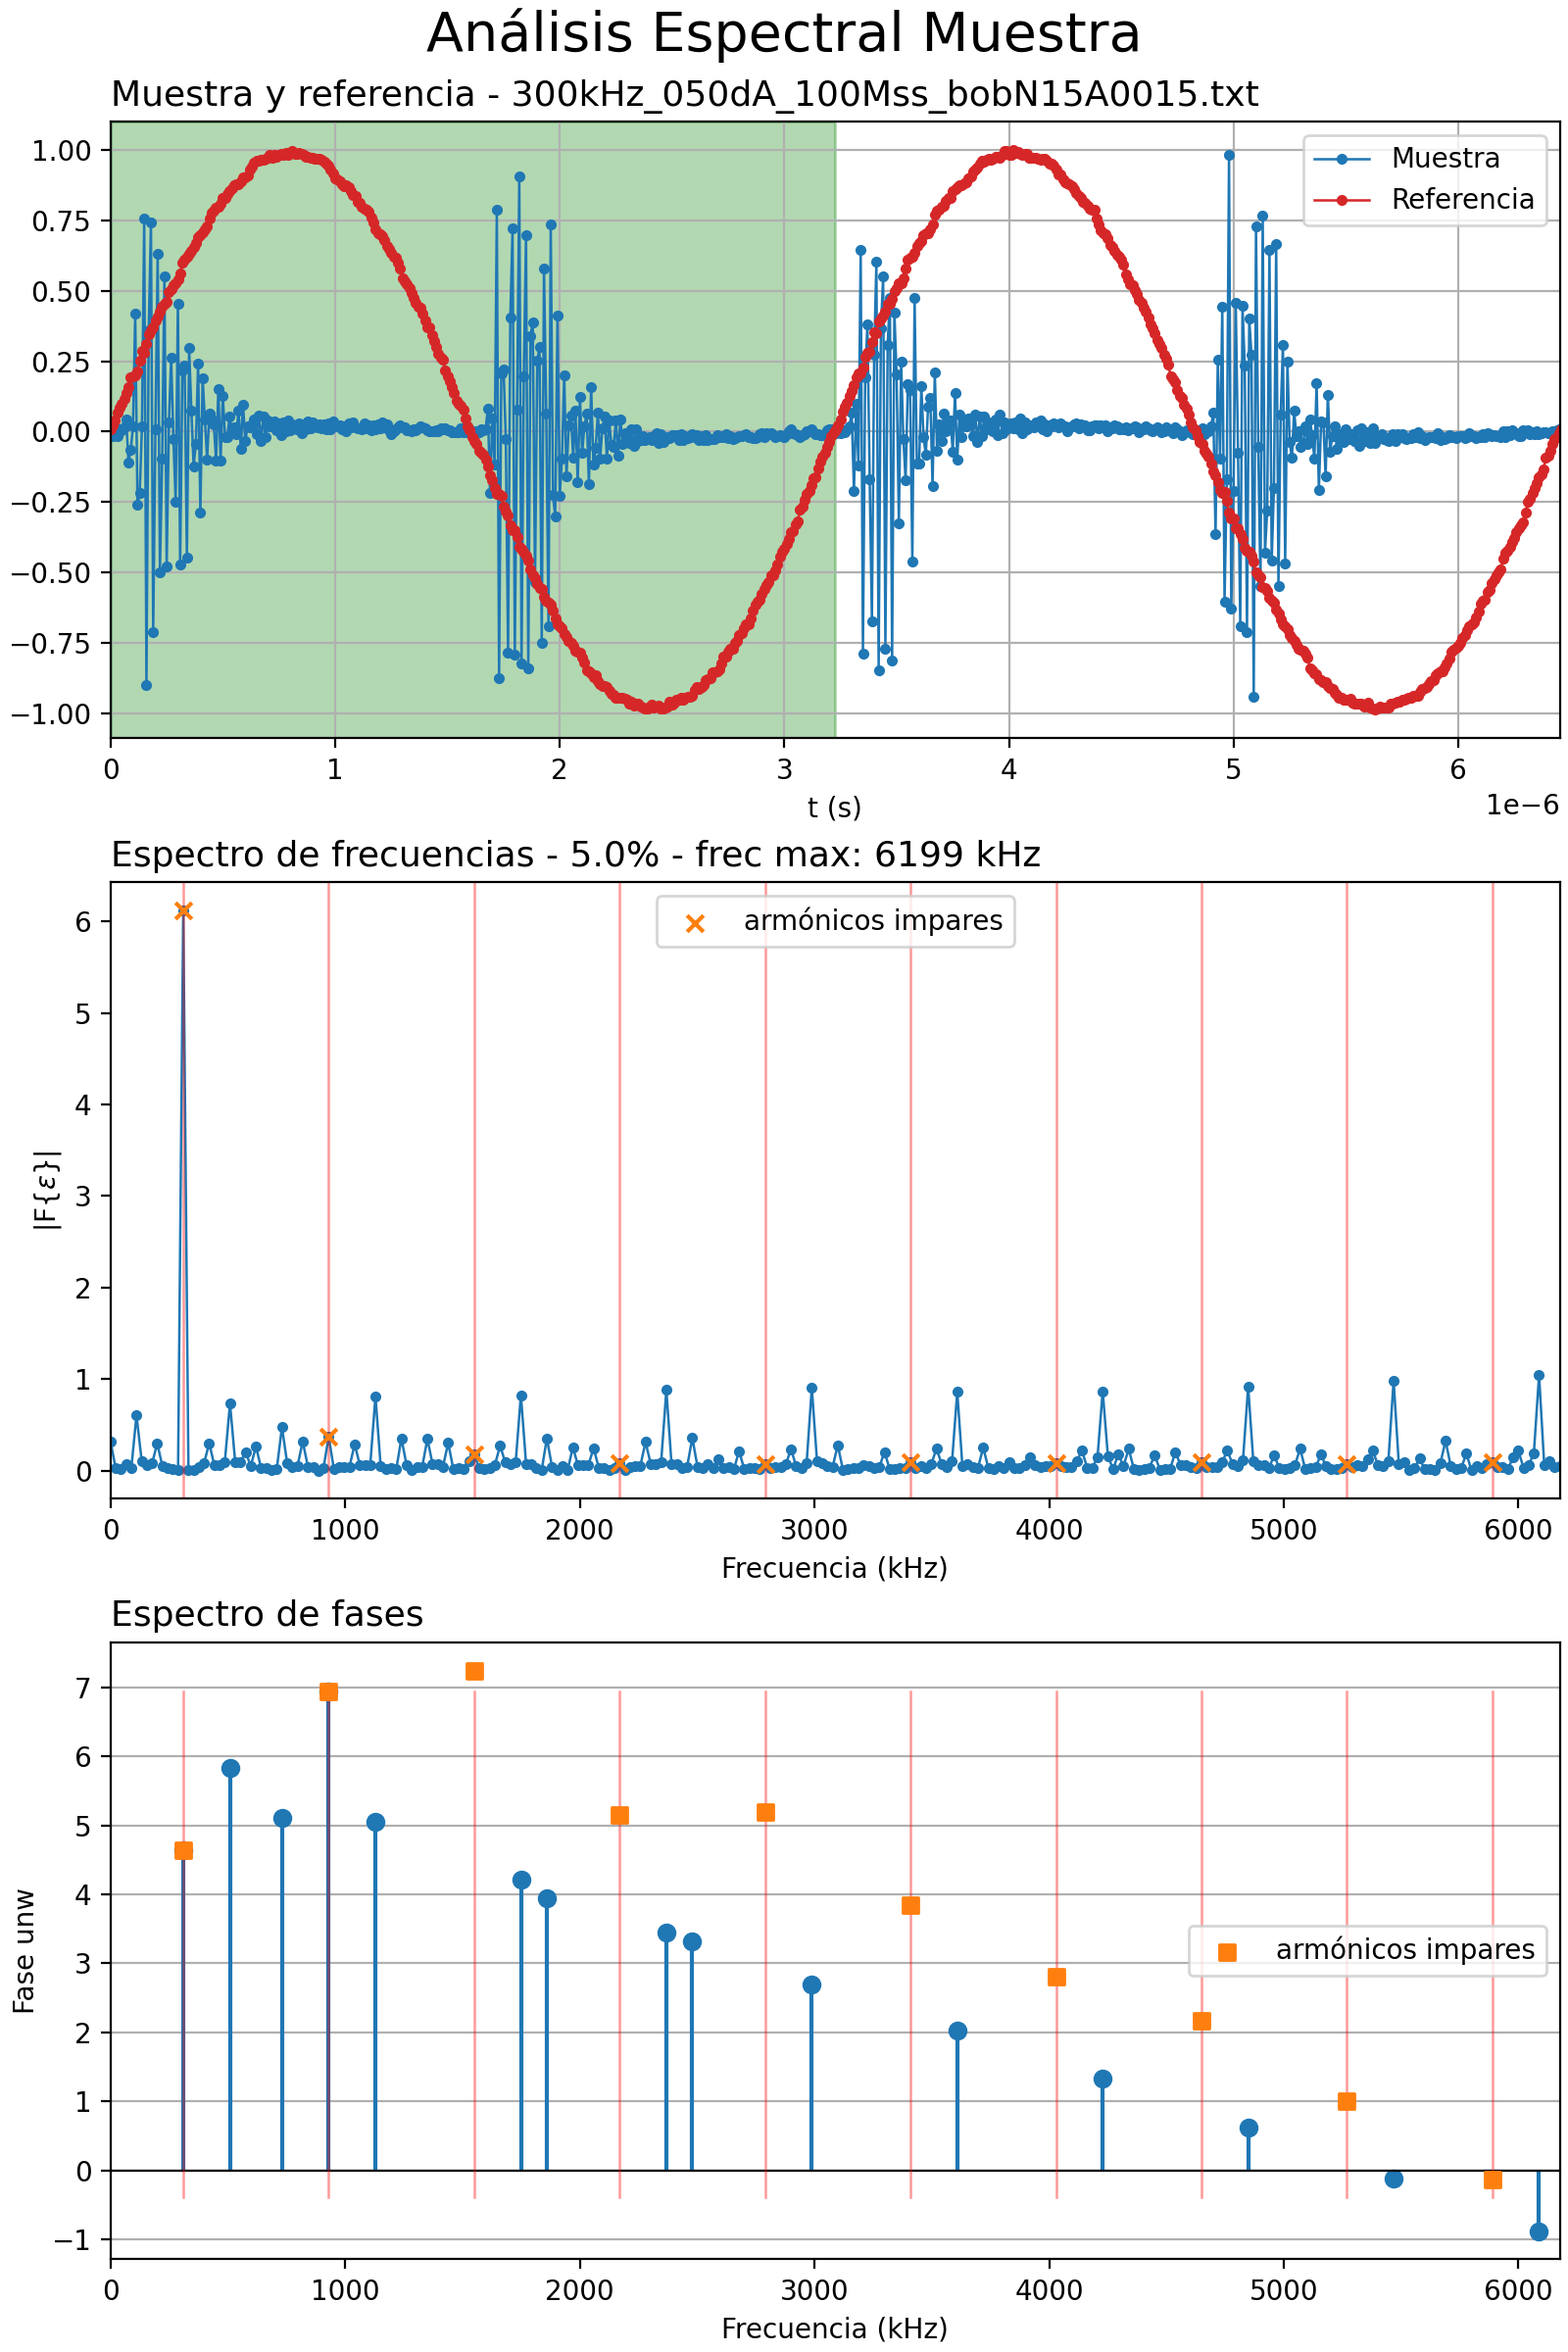 Análisis Espectral Muestra
Muestra y referencia - 300kHz_050dA_100Mss_bobN15A0015.txt
1.00
0.75
0.50
0.25
0.00
−0.25
−0.50
−0.75
−1.00
Muestra
Referencia
0 1 2 3 4 5 6
1e−6
t (s)
Espectro de frecuencias - 5.0% - frec max: 6199 kHz
6
5
4
3
2
1
0
|F{ε}|
armónicos impares
0 1000 2000 3000 4000 5000 6000
Frecuencia (kHz)
Espectro de fases
7
6
5
4
3
2
1
0
−1
Fase unw
armónicos impares
0 1000 2000 3000 4000 5000 6000
Frecuencia (kHz)